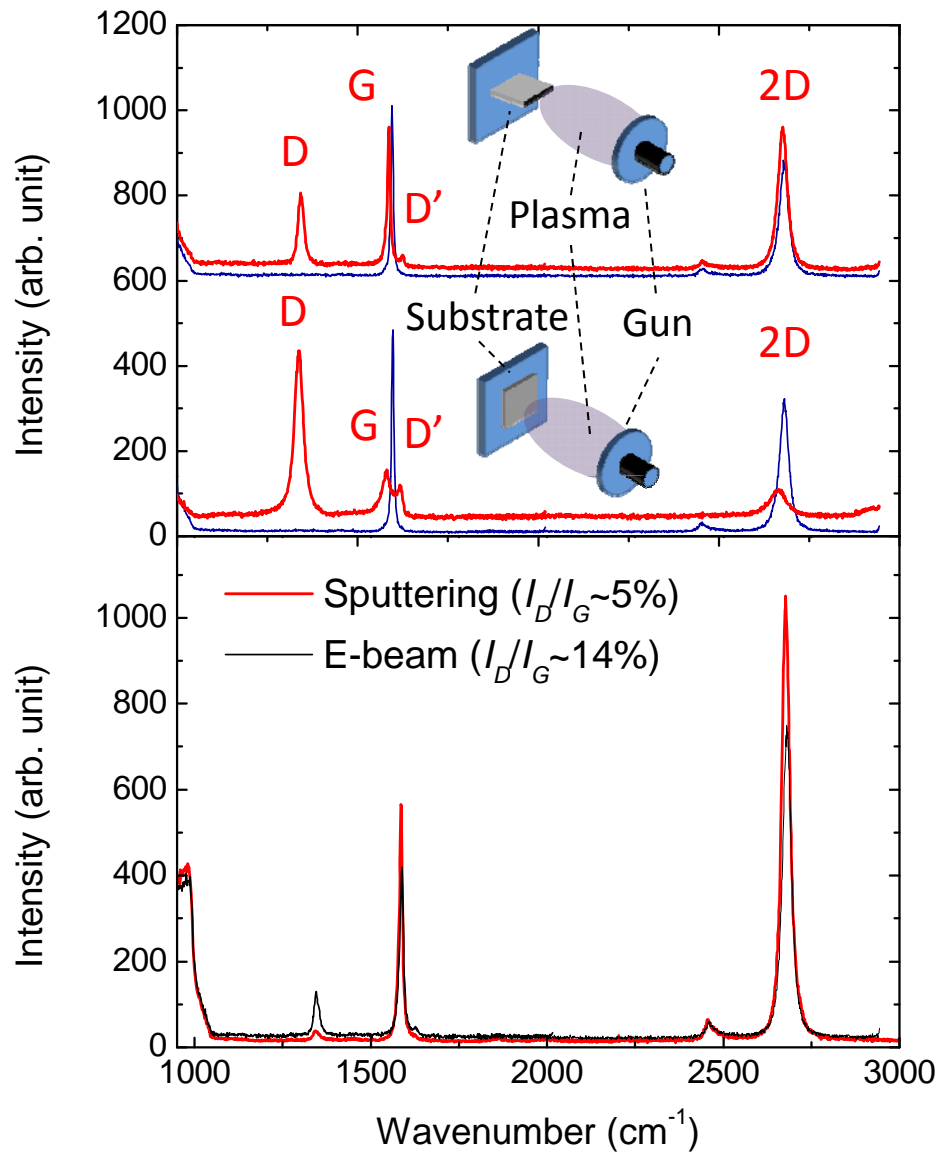 1200
1000
800
600
400
200
0
Intensity (arb. unit)
D
G
D’
2D
Plasma
Substrate
Gun
D
G
D’
2D
1000
800
600
400
200
0
Intensity (arb. unit)
Sputtering (I_D/I_G~5%)
E-beam (I_D/I_G~14%)
1000 1500 2000 2500 3000
Wavenumber (cm⁻¹)